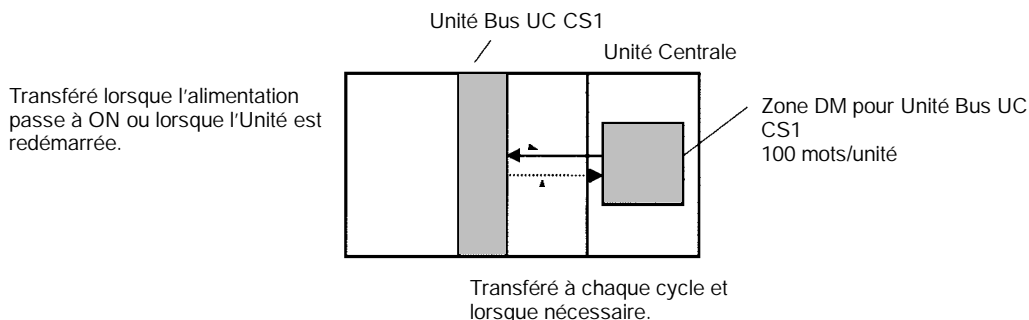 Unité Bus UC CS1
Unité Centrale
Transféré lorsque l'alimentation
passe à ON ou lorsque l'Unité est
redémarrée.
Zone DM pour Unité Bus UC
CS1
100 mots/unité
Transféré à chaque cycle et
lorsque nécessaire.